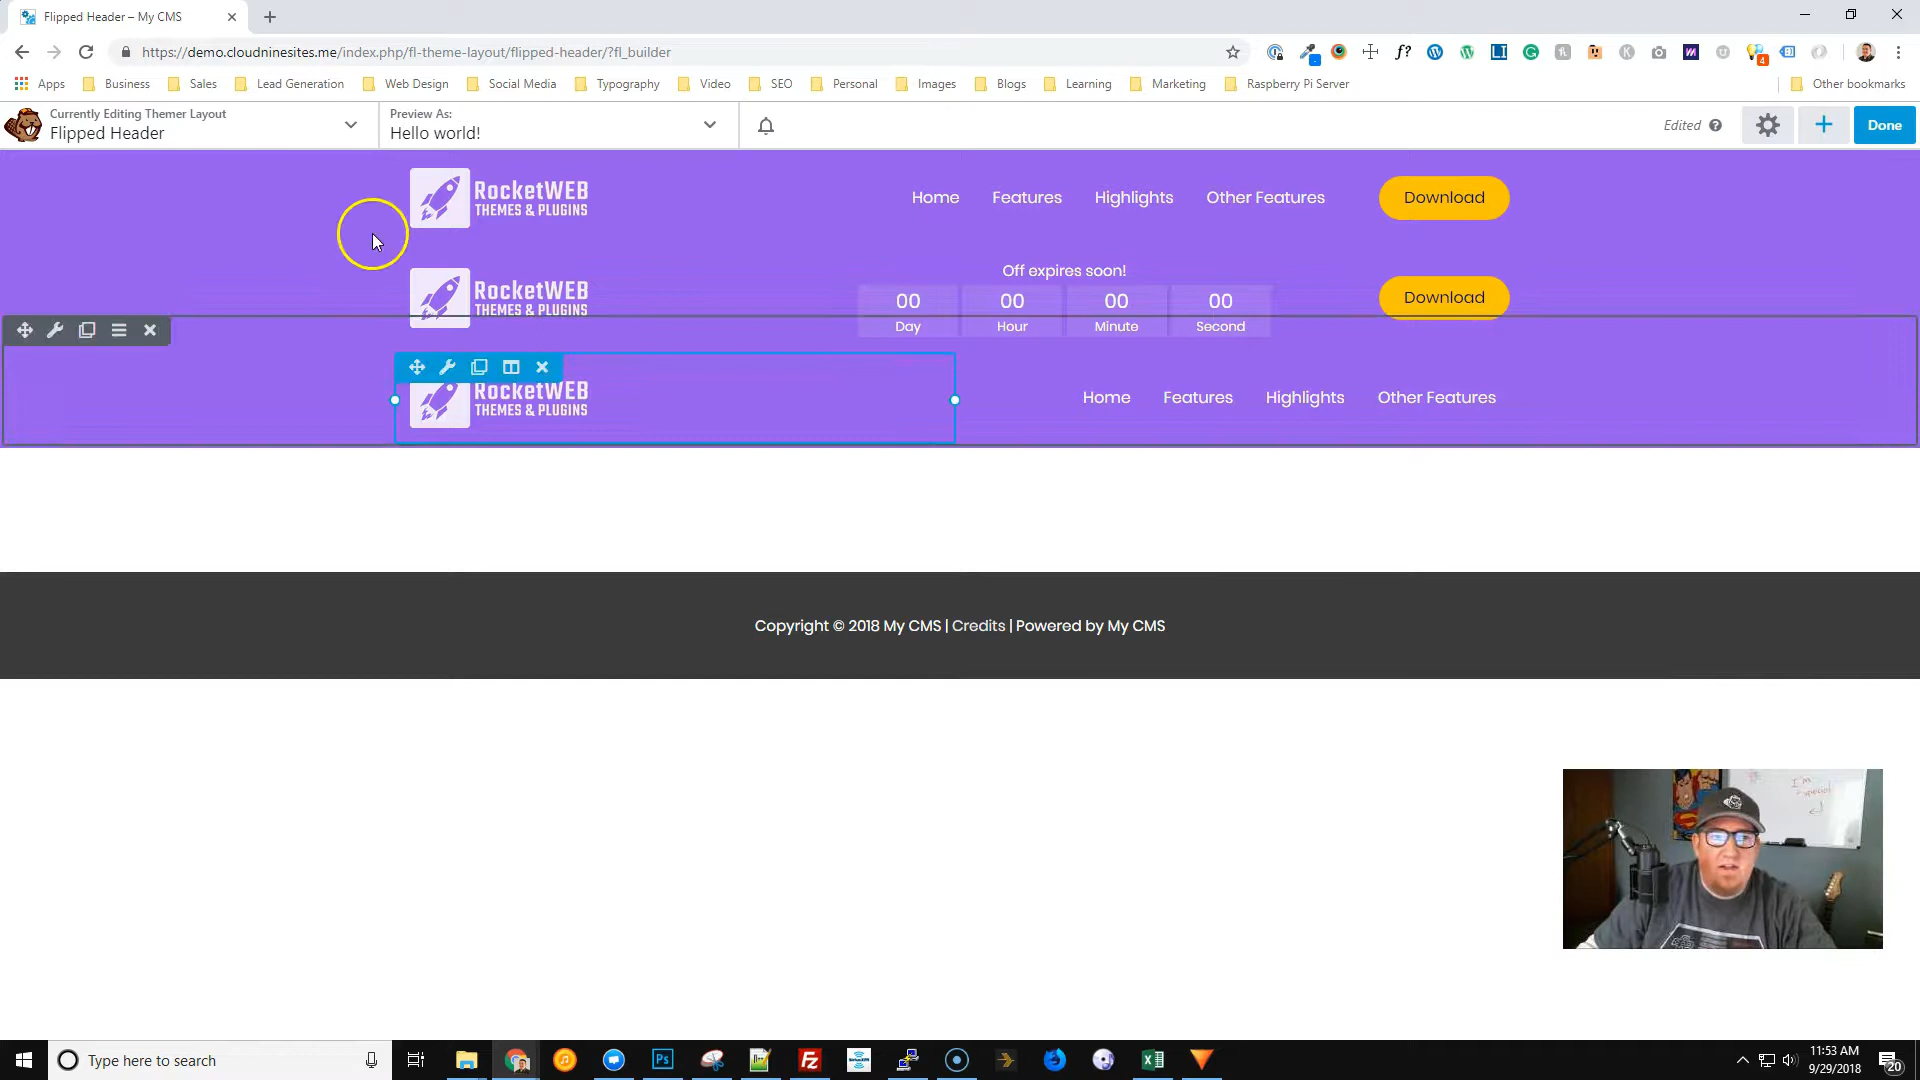 Flipped Header – My CMS
https://demo.cloudninesites.me/index.php/fl-theme-layout/flipped-header/?fl_builder
f?
4
Apps Business Sales Lead Generation Web Design Social Media Typography Video SEO Personal Images Blogs Learning Marketing Raspberry Pi Server Other bookmarks
Currently Editing Themer Layout
Flipped Header
Preview As:
Hello world!
Edited
Done
RocketWEB
THEMES & PLUGINS
Home Features Highlights Other Features Download
Off expires soon!
RocketWEB
THEMES & PLUGINS
00 00 00 00
Day Hour Minute Second
Download
RocketWEB
THEMES & PLUGINS
Home Features Highlights Other Features
Copyright © 2018 My CMS | Credits | Powered by My CMS
I'm
special
Type here to search
Ps
Fz
11:53 AM
9/29/2018
20